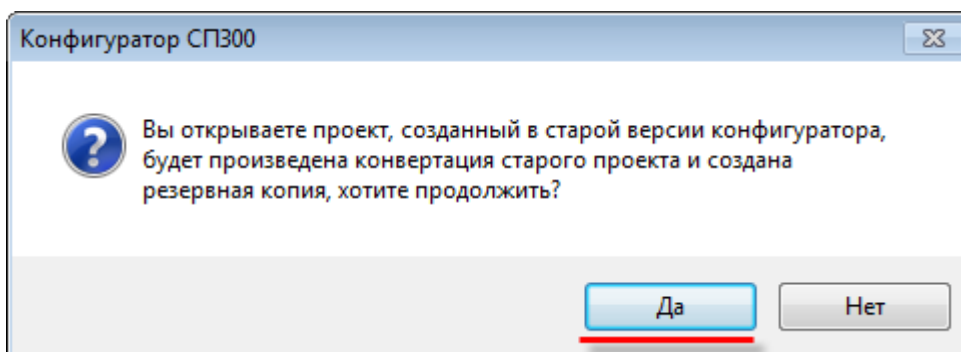 Конфигуратор СП300
Вы открываете проект, созданный в старой версии конфигуратора,
будет произведена конвертация старого проекта и создана
резервная копия, хотите продолжить?
Да
Нет